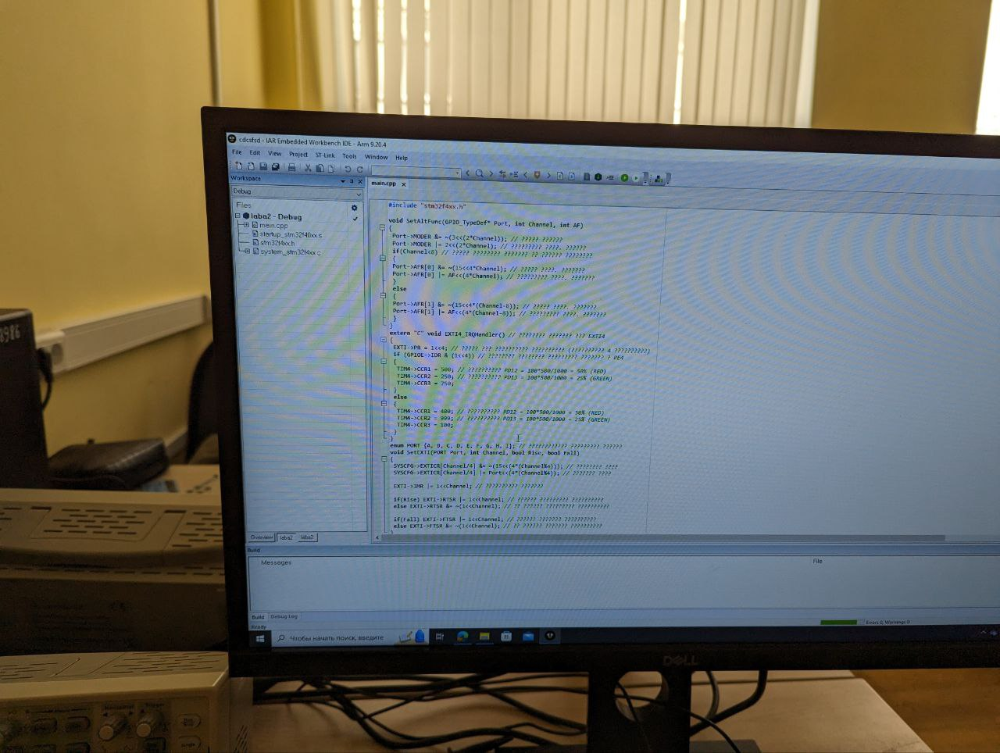 cdcsfsd - IAR Embedded Workbench IDE - Arm 9.20.4
File Edit View Project ST-Link Tools Window Help
Workspace
Debug
Files
laba2 - Debug
main.cpp
startup_stm32f40xx.s
stm32f4xx.h
system_stm32f4xx.c
Overview laba2 laba2
main.cpp
#include "stm32f4xx.h"
void SetAltFunc(GPIO_TypeDef* Port, int Channel, int AF)
{
Port->MODER &= ~(3<<(2*Channel)); // ????? ??????
Port->MODER |= 2<<(2*Channel); // ????????? ????. ??????
if(Channel<8) // ????? ???????? ??????? ?? ?????? ????????
{
Port->AFR[0] &= ~(15<<4*Channel); // ????? ????. ???????
Port->AFR[0] |= AF<<(4*Channel); // ????????? ????. ???????
}
else
{
Port->AFR[1] &= ~(15<<4*(Channel-8)); // ????? ????. ???????
Port->AFR[1] |= AF<<(4*(Channel-8)); // ????????? ????. ???????
}
}
extern "C" void EXTI4_IRQHandler() // ???????? ??????? ??? EXTI4
{
EXTI->PR = 1<<4; // ????? ??? ?????????? ?????????? (?????????? 4 ??????????)
if (GPIOE->IDR & (1<<4)) // ???????? ???????? ????????? ????????? ??????? ? PE4
{
TIM4->CCR1 = 500; // ?????????? PD12 = 100*500/1000 = 50% (RED)
TIM4->CCR2 = 250; // ?????????? PD13 = 100*500/1000 = 25% (GREEN)
TIM4->CCR3 = 750;
}
else
{
TIM4->CCR1 = 400; // ?????????? PD12 = 100*500/1000 = 50% (RED)
TIM4->CCR2 = 999; // ?????????? PD13 = 100*500/1000 = 25% (GREEN)
TIM4->CCR3 = 100;
}
}
enum PORT {A, B, C, D, E, F, G, H, I}; // ???????????? ????????? ??????
void SetEXTI(PORT Port, int Channel, bool Rise, bool Fall)
{
SYSCFG->EXTICR[Channel/4] &= ~(15<<(4*(Channel%4))); // ???????? ????
SYSCFG->EXTICR[Channel/4] |= Port<<(4*(Channel%4)); // ??????? ????
EXTI->IMR |= 1<<Channel; // ?????????? ???????
if(Rise) EXTI->RTSR |= 1<<Channel; // ?????? ????????? ??????????
else EXTI->RTSR &= ~(1<<Channel); // ?? ?????? ????????? ??????????
if(Fall) EXTI->FTSR |= 1<<Channel; // ?????? ??????? ??????????
else EXTI->FTSR &= ~(1<<Channel); // ?? ?????? ??????? ??????????
Build
Messages File
Build Debug Log
Ready Errors 0, Warnings 0
Чтобы начать поиск, введите
DELL
8986
Horizontal Trigger